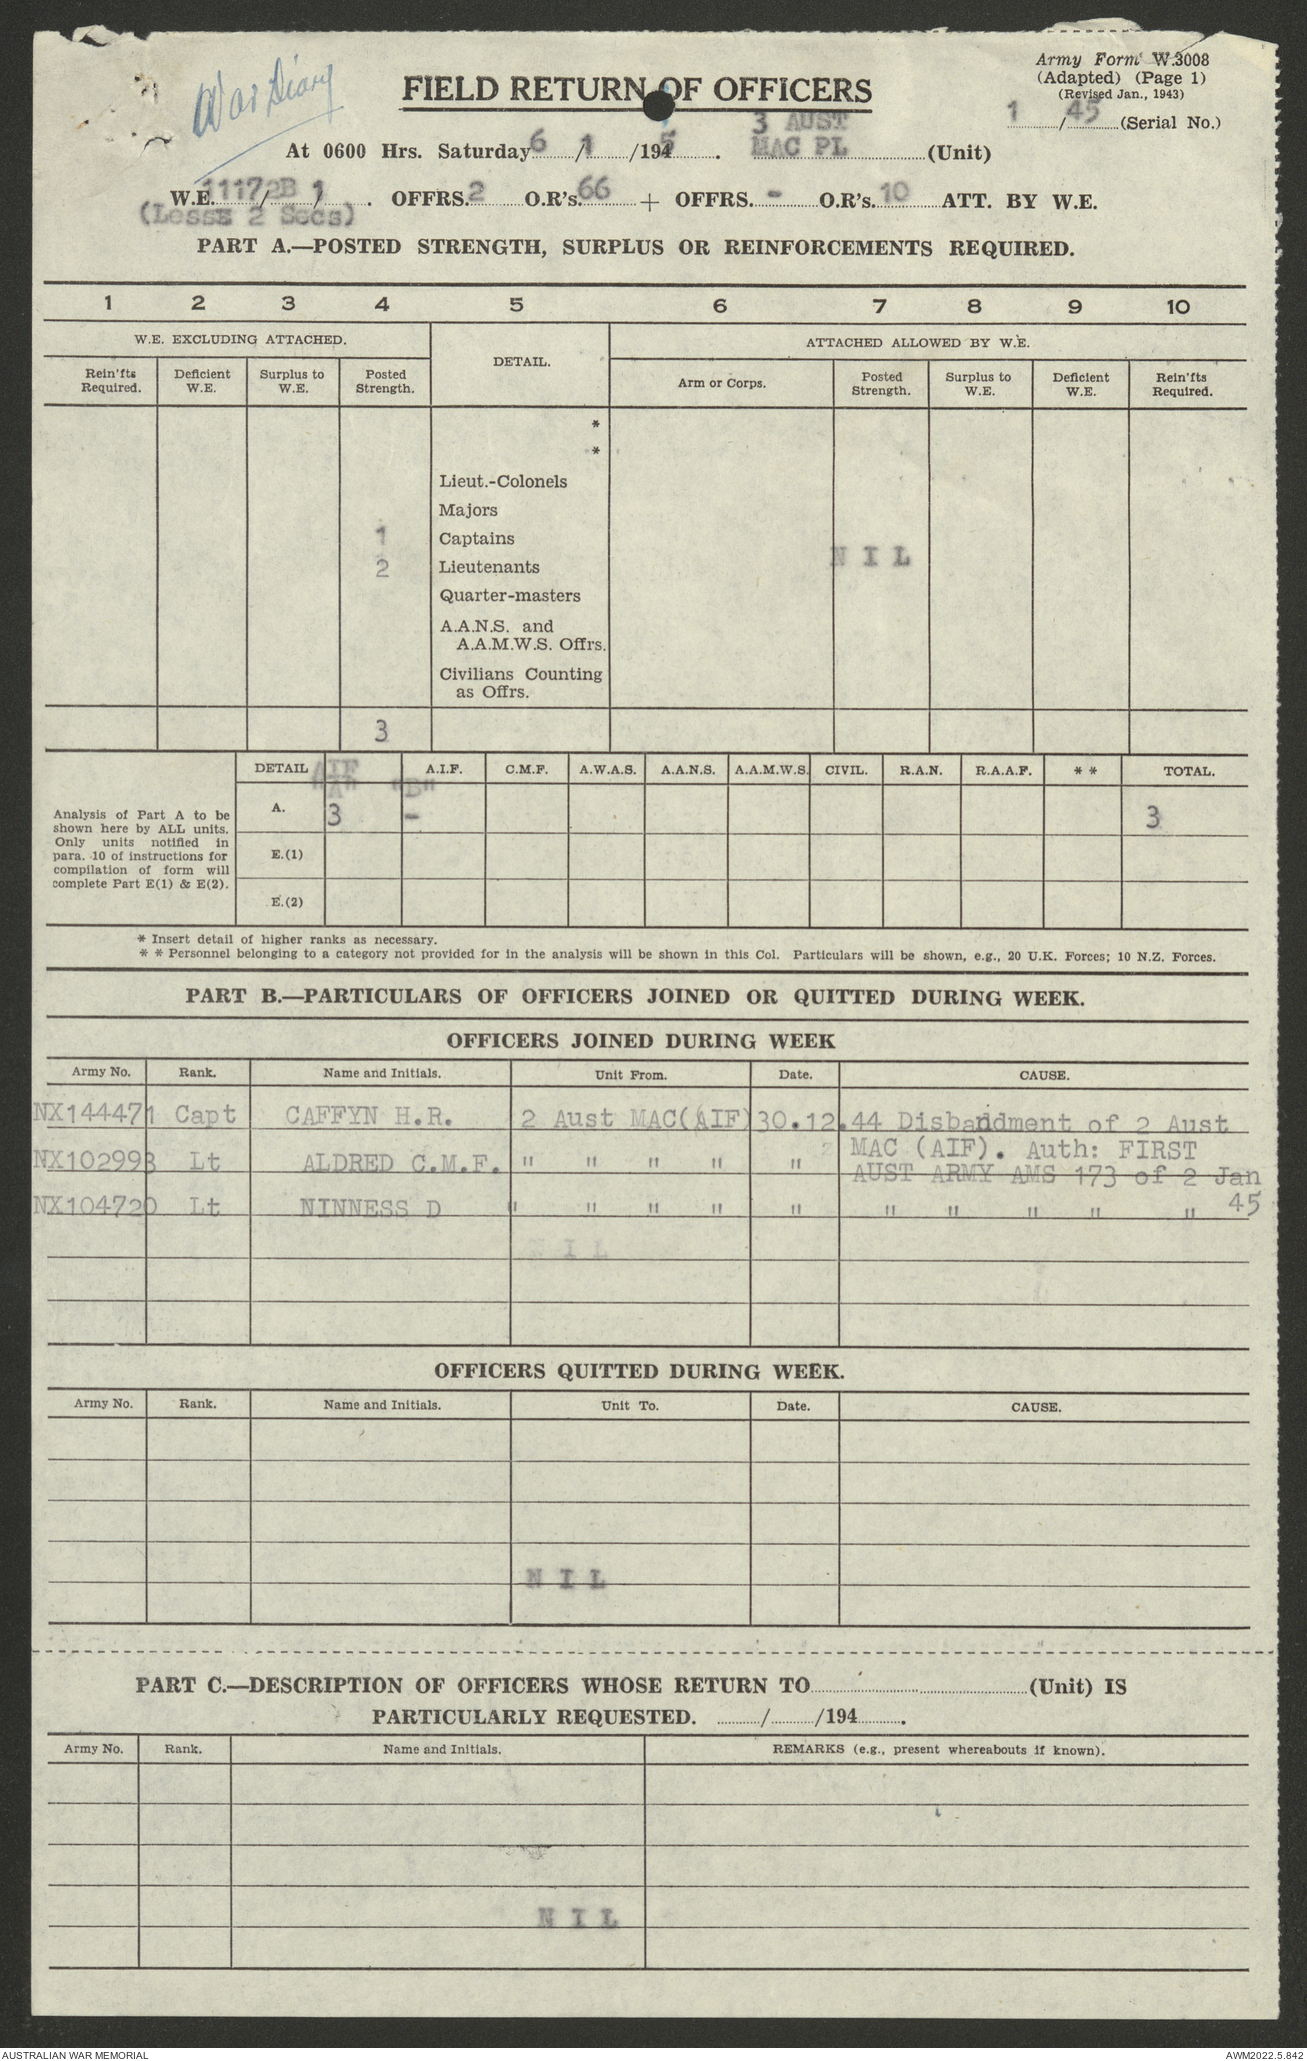 War Diary
Army Form W.3008
(Adapted) (Page 1)
(Revised Jan., 1943)
FIELD RETURN OF OFFICERS
1/45 (Serial No.)
At 0600 Hrs. Saturday 6/1/1945. 3 AUST MAC PL (Unit)
W.E. 11172B 1. OFFRS. 2 O.R's. 66 + OFFRS. - O.R's. 10 ATT. BY W.E.
(Less 2 Secs)
PART A.—POSTED STRENGTH, SURPLUS OR REINFORCEMENTS REQUIRED.
1 2 3 4 5 6 7 8 9 10
W.E. EXCLUDING ATTACHED. DETAIL. ATTACHED ALLOWED BY W.E.
Rein'fts Required. Deficient W.E. Surplus to W.E. Posted Strength. Arm or Corps. Posted Strength. Surplus to W.E. Deficient W.E. Rein'fts Required.
*
*
Lieut.-Colonels
Majors
1 Captains
N I L
2 Lieutenants
Quarter-masters
A.A.N.S. and
A.A.M.W.S. Offrs.
Civilians Counting
as Offrs.
3
DETAIL AIF "A" "B" A.I.F. C.M.F. A.W.A.S. A.A.N.S. A.A.M.W.S. CIVIL. R.A.N. R.A.A.F. * * TOTAL.
Analysis of Part A to be
shown here by ALL units.
Only units notified in
para. 10 of instructions for
compilation of form will
complete Part E(1) & E(2).
A. 3 - 3
E.(1)
E.(2)
* Insert detail of higher ranks as necessary.
* * Personnel belonging to a category not provided for in the analysis will be shown in this Col. Particulars will be shown, e.g., 20 U.K. Forces; 10 N.Z. Forces.
PART B.—PARTICULARS OF OFFICERS JOINED OR QUITTED DURING WEEK.
OFFICERS JOINED DURING WEEK
Army No. Rank. Name and Initials. Unit From. Date. CAUSE.
NX144471 Capt CAFFYN H.R. 2 Aust MAC(AIF) 30.12.44 Disbandment of 2 Aust
MAC (AIF). Auth: FIRST
NX102993 Lt ALDRED C.M.F. " " " " "
AUST ARMY AMS 173 of 2 Jan
45
NX104720 Lt NINNESS D " " " " " " " " " "
N I L
OFFICERS QUITTED DURING WEEK.
Army No. Rank. Name and Initials. Unit To. Date. CAUSE.
N I L
PART C.—DESCRIPTION OF OFFICERS WHOSE RETURN TO (Unit) IS
PARTICULARLY REQUESTED. / /194 .
Army No. Rank. Name and Initials. REMARKS (e.g., present whereabouts if known).
N I L
AUSTRALIAN WAR MEMORIAL
AWM2022.5.842